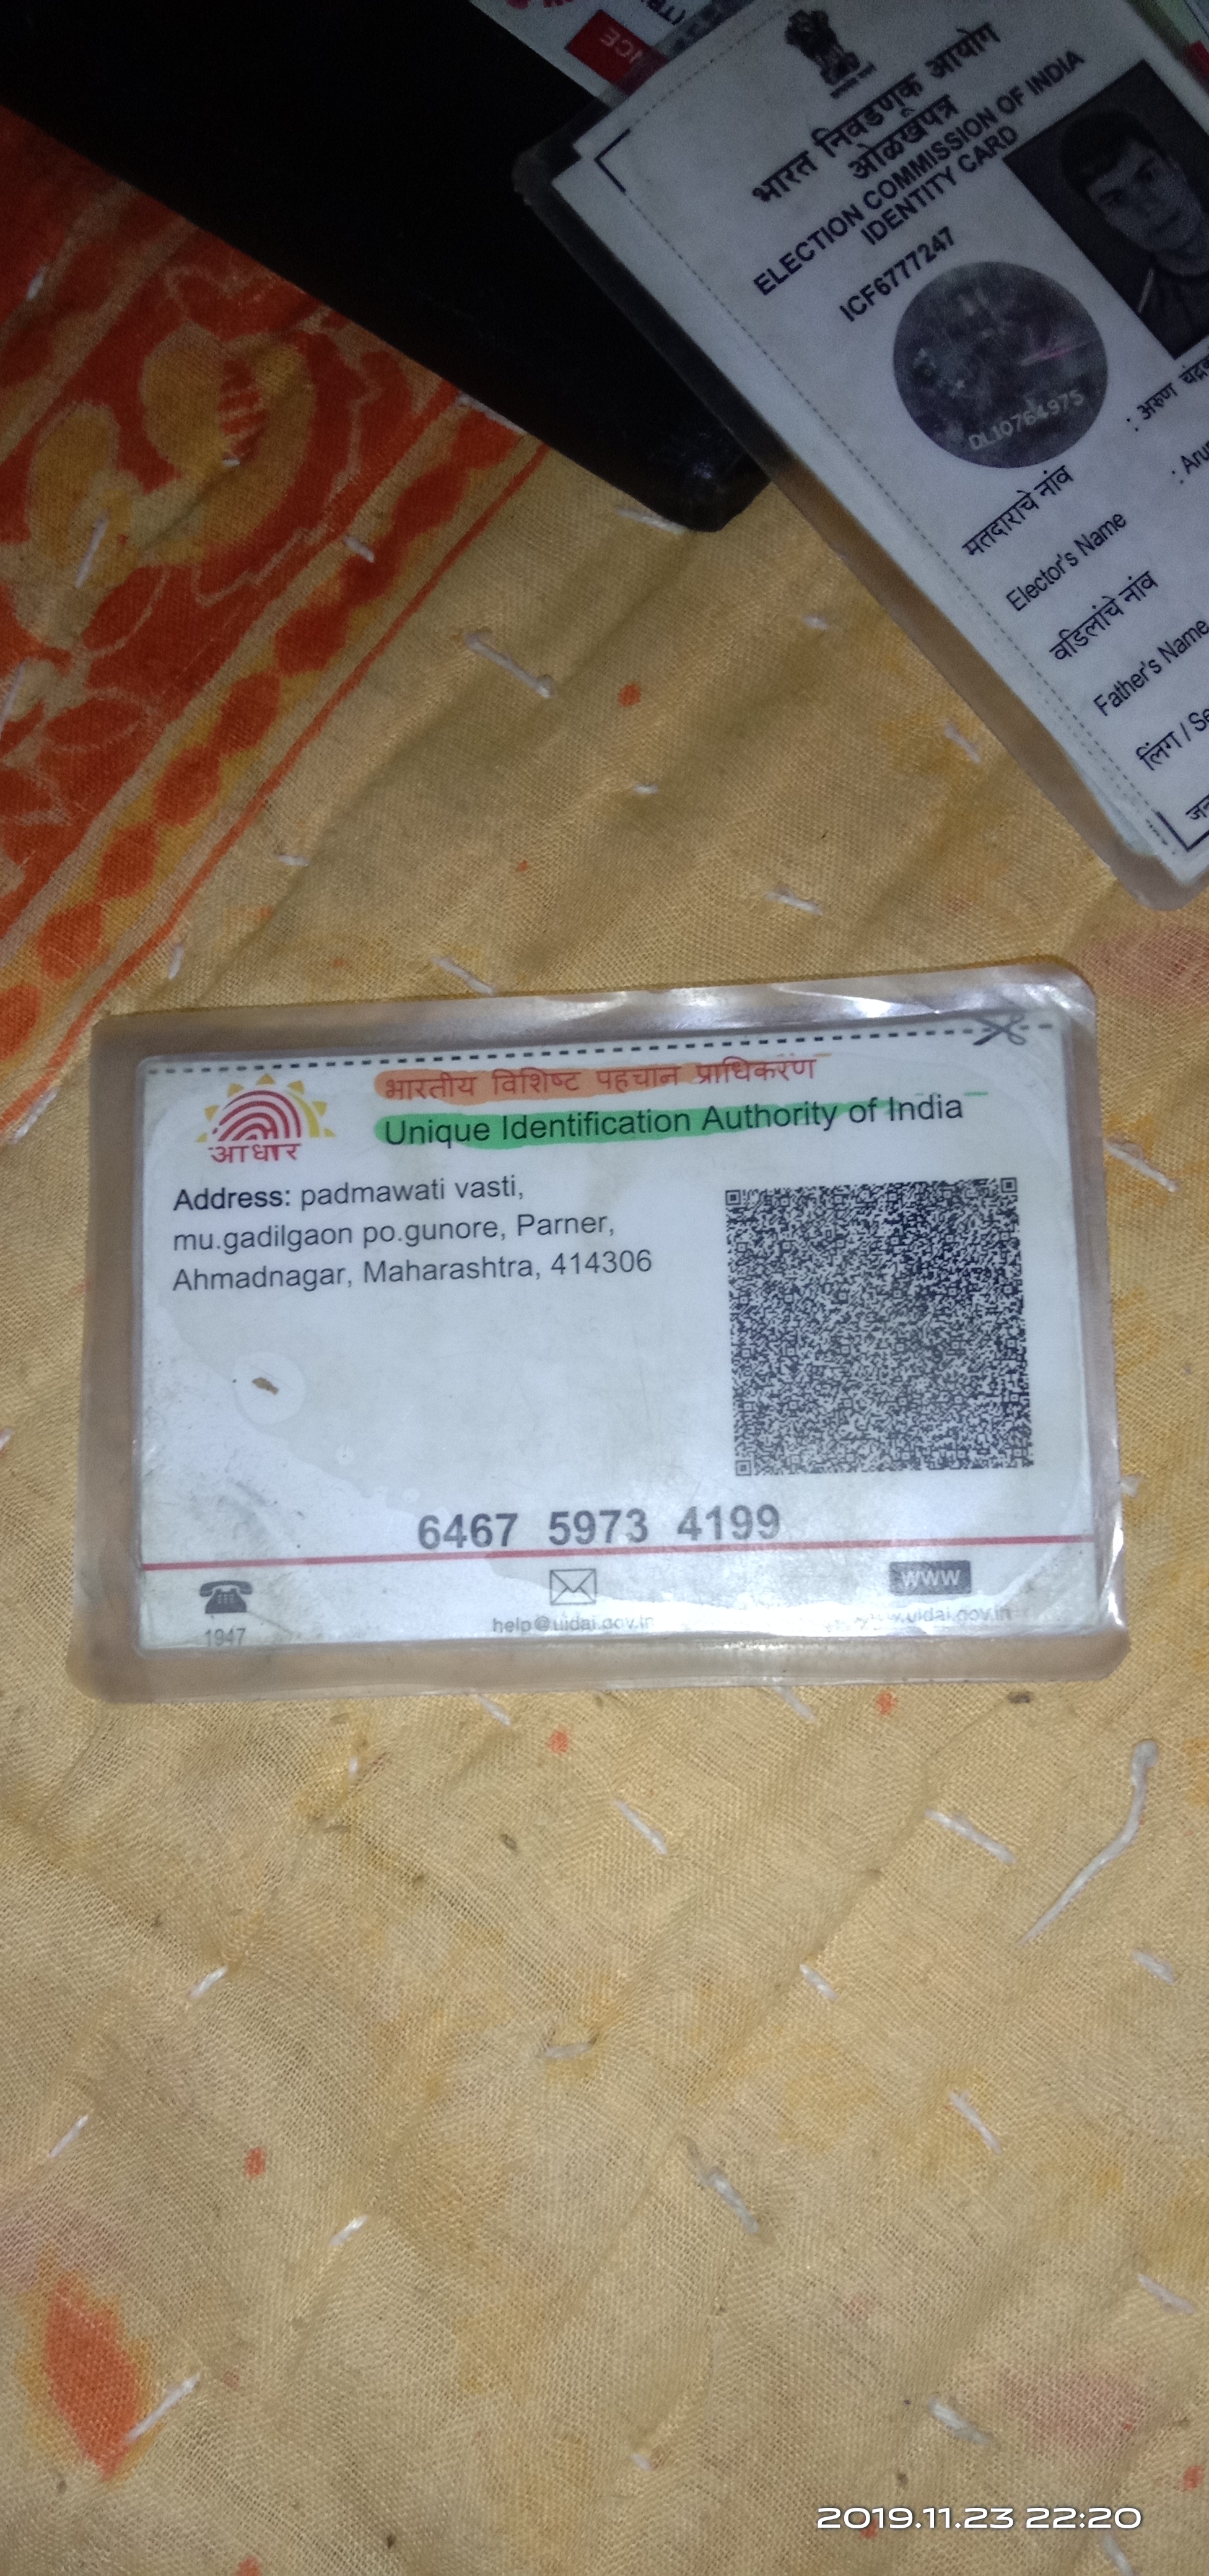 भारत निवडणूक आयोग
ओळखपत्र
ELECTION COMMISSION OF INDIA
IDENTITY CARD
ICF6777247
DL10764975
मतदाराचे नांव : अरुण
Elector's Name :
वडिलांचे नांव
Father's Name
लिंग /
भारतीय विशिष्ट पहचान प्राधिकरण
Unique Identification Authority of India
आधार
Address: padmawati vasti,
mu.gadilgaon po.gunore, Parner,
Ahmadnagar, Maharashtra, 414306
6467 5973 4199
WWW
1947
help@uidai.gov.in
www.uidai.gov.in
2019.11.23 22:20